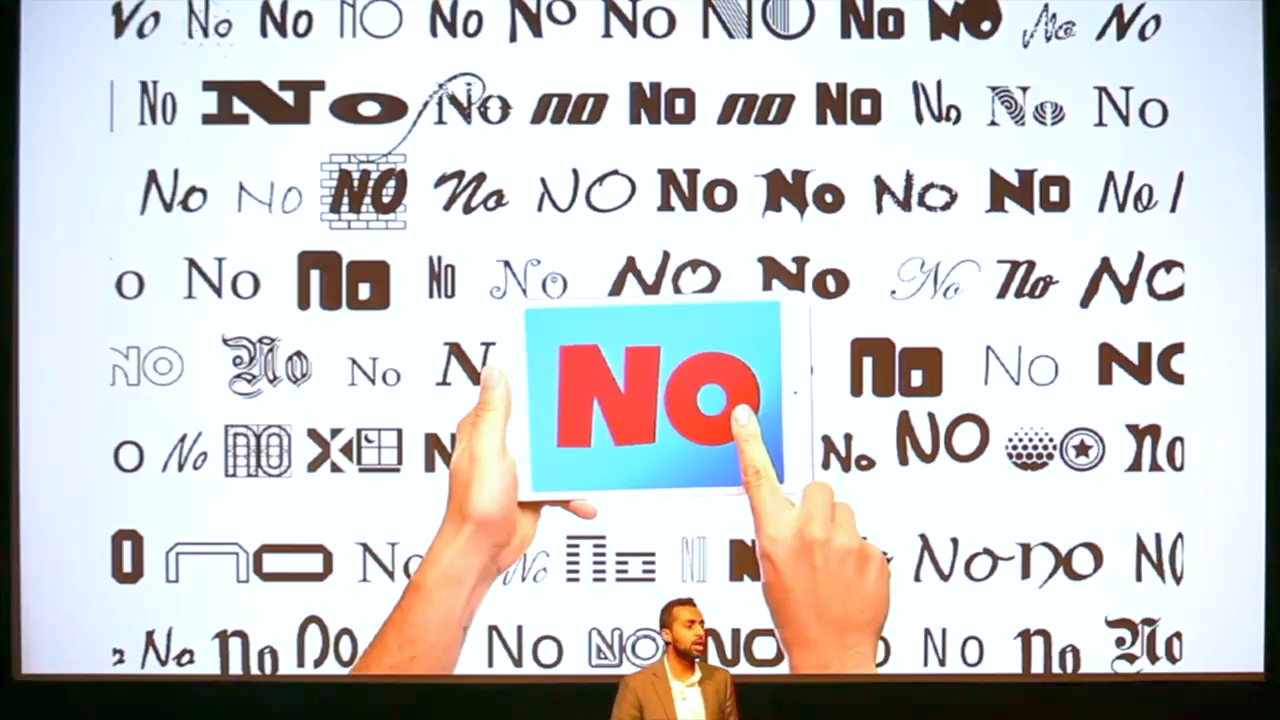 No No No NO No No No NO No No No No
No No No no No no No No No No
No No NO No NO No No No No No
o No no No No NO No No No NO
NO No No N no No NO
NO
o No NO N No NO no
O no No No no N No no NO
No no no No NO NO o No no No